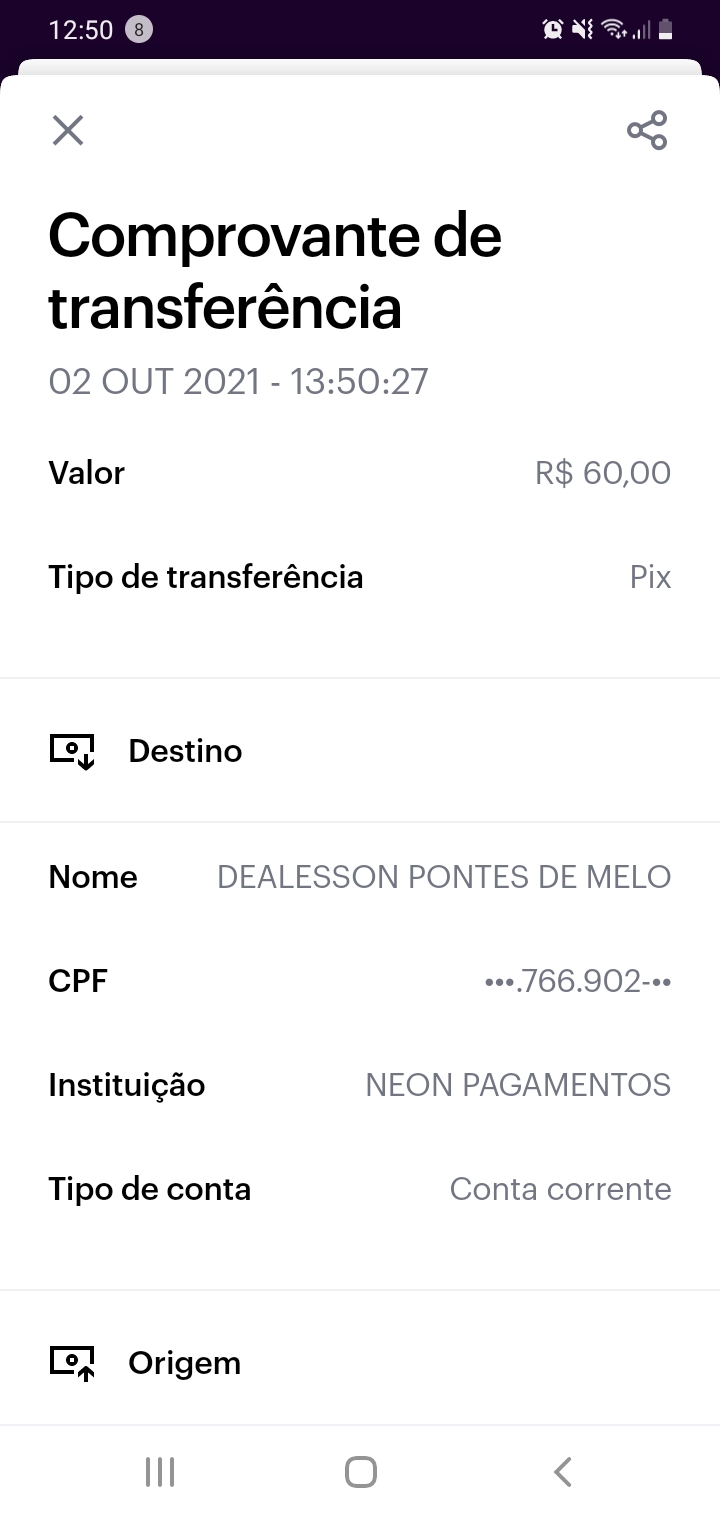 12:50 8
Comprovante de
transferência
02 OUT 2021 - 13:50:27
Valor R$ 60,00
Tipo de transferência Pix
Destino
Nome DEALESSON PONTES DE MELO
CPF •••.766.902-••
Instituição NEON PAGAMENTOS
Tipo de conta Conta corrente
Origem